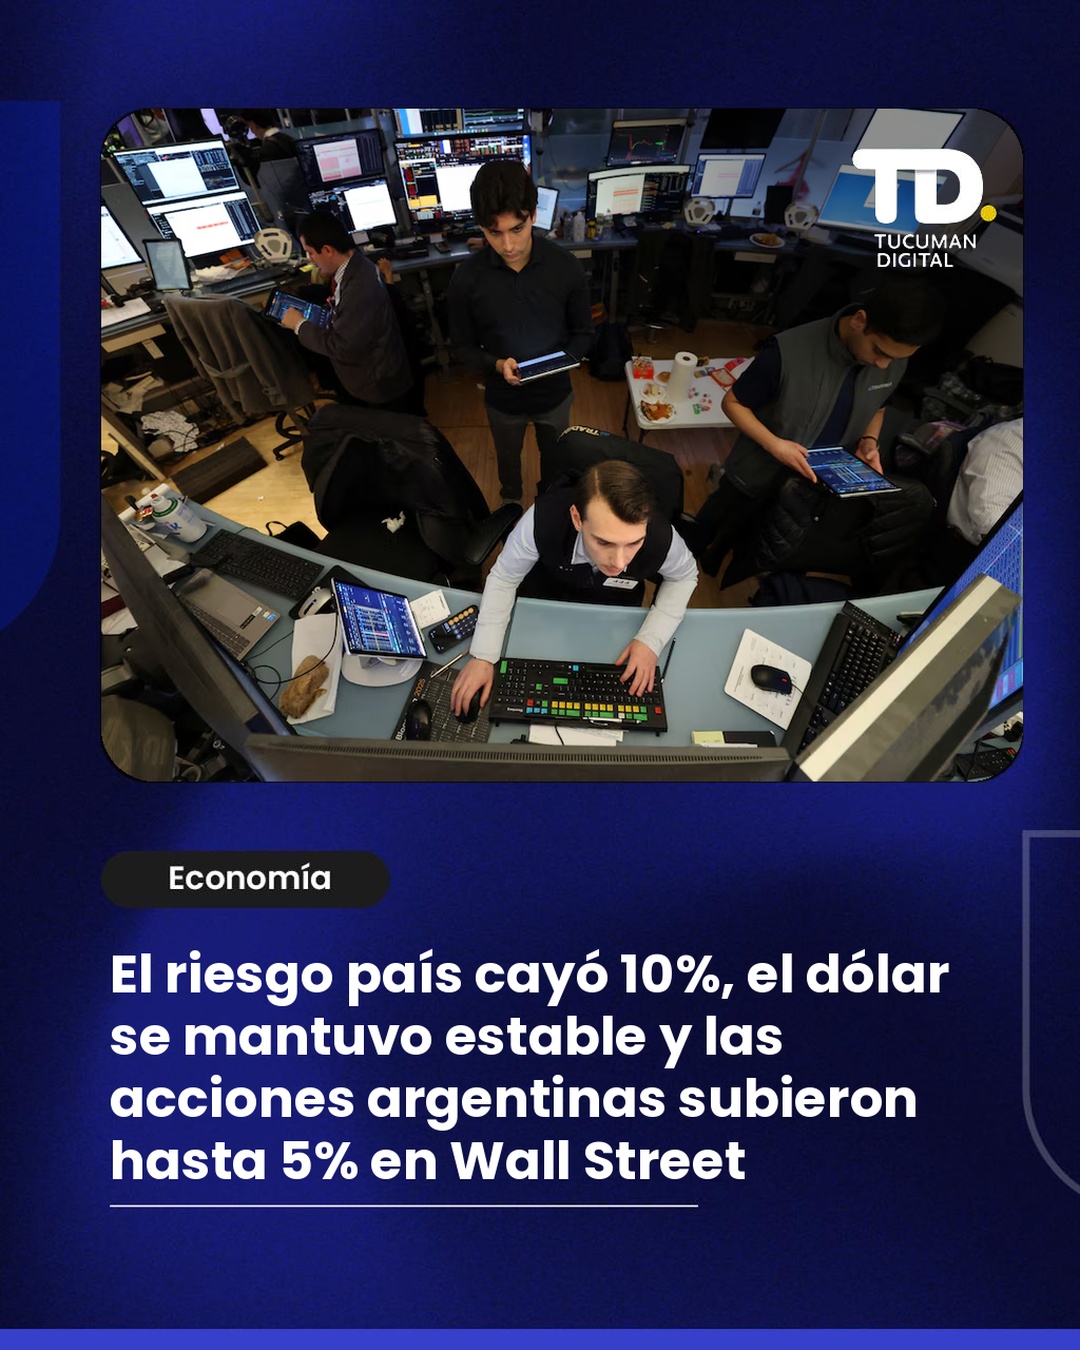 TD
TUCUMAN
DIGITAL
Economía
El riesgo país cayó 10%, el dólar
se mantuvo estable y las
acciones argentinas subieron
hasta 5% en Wall Street